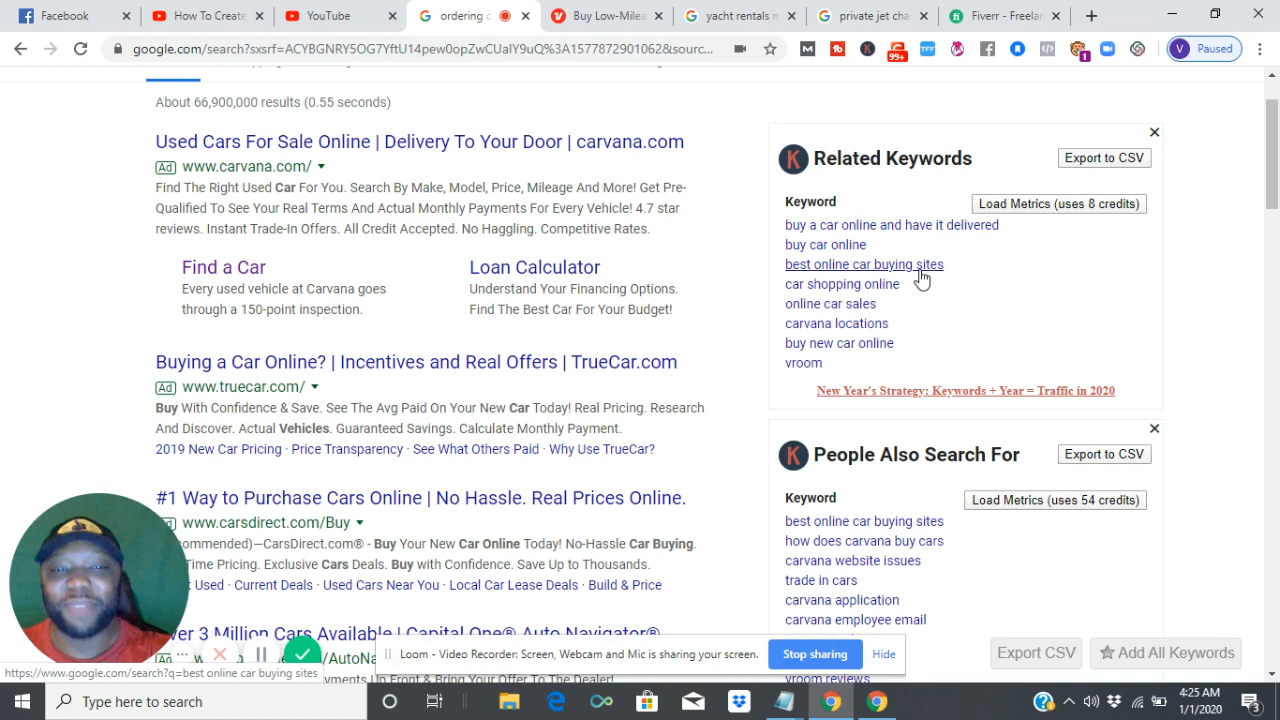 Facebook
How To Create
YouTube
ordering c
Buy Low-Milea
yacht rentals m
private jet cha
Fiverr - Freelan
google.com/search?sxsrf=ACYBGNRY5OG7YftU14pew0opZwCUalY9uQ%3A1577872901062&sourc...
99+
1
V Paused
About 66,900,000 results (0.55 seconds)
Used Cars For Sale Online | Delivery To Your Door | carvana.com
Ad www.carvana.com/
Find The Right Used Car For You. Search By Make, Model, Price, Mileage And More! Get Pre-
Qualified To See Your Real Terms And Actual Monthly Payments For Every Vehicle! 4.7 star
reviews. Instant Trade-In Offers. All Credit Accepted. No Haggling. Competitive Rates.
Find a Car
Every used vehicle at Carvana goes
through a 150-point inspection.
Loan Calculator
Understand Your Financing Options.
Find The Best Car For Your Budget!
Buying a Car Online? | Incentives and Real Offers | TrueCar.com
Ad www.truecar.com/
Buy With Confidence & Save. See The Avg Paid On Your New Car Today! Real Pricing. Research
And Discover. Actual Vehicles. Guaranteed Savings. Calculate Monthly Payment.
2019 New Car Pricing · Price Transparency · See What Others Paid · Why Use TrueCar?
#1 Way to Purchase Cars Online | No Hassle. Real Prices Online.
www.carsdirect.com/Buy
commended)—CarsDirect.com® - Buy Your New Car Online Today! No-Hassle Car Buying.
Time Pricing. Exclusive Cars Deals. Buy with Confidence. Save Up to Thousands.
Used · Current Deals · Used Cars Near You · Local Car Lease Deals · Build & Price
ver 3 Million Cars Available | Capital One® Auto Navigator®
/AutoNa
ayments Up Front & Bring Your Offer To The Dealer!
K Related Keywords
Export to CSV
Keyword
Load Metrics (uses 8 credits)
buy a car online and have it delivered
buy car online
best online car buying sites
car shopping online
online car sales
carvana locations
buy new car online
vroom
New Year's Strategy: Keywords + Year = Traffic in 2020
K People Also Search For
Export to CSV
Keyword
Load Metrics (uses 54 credits)
best online car buying sites
how does carvana buy cars
carvana website issues
trade in cars
carvana application
carvana employee email
vroom reviews
Export CSV
Add All Keywords
Loom - Video Recorder: Screen, Webcam and Mic is sharing your screen.
Stop sharing
Hide
https://www.google.com/search?q=best online car buying sites
Type here to search
4:25 AM
1/1/2020
3